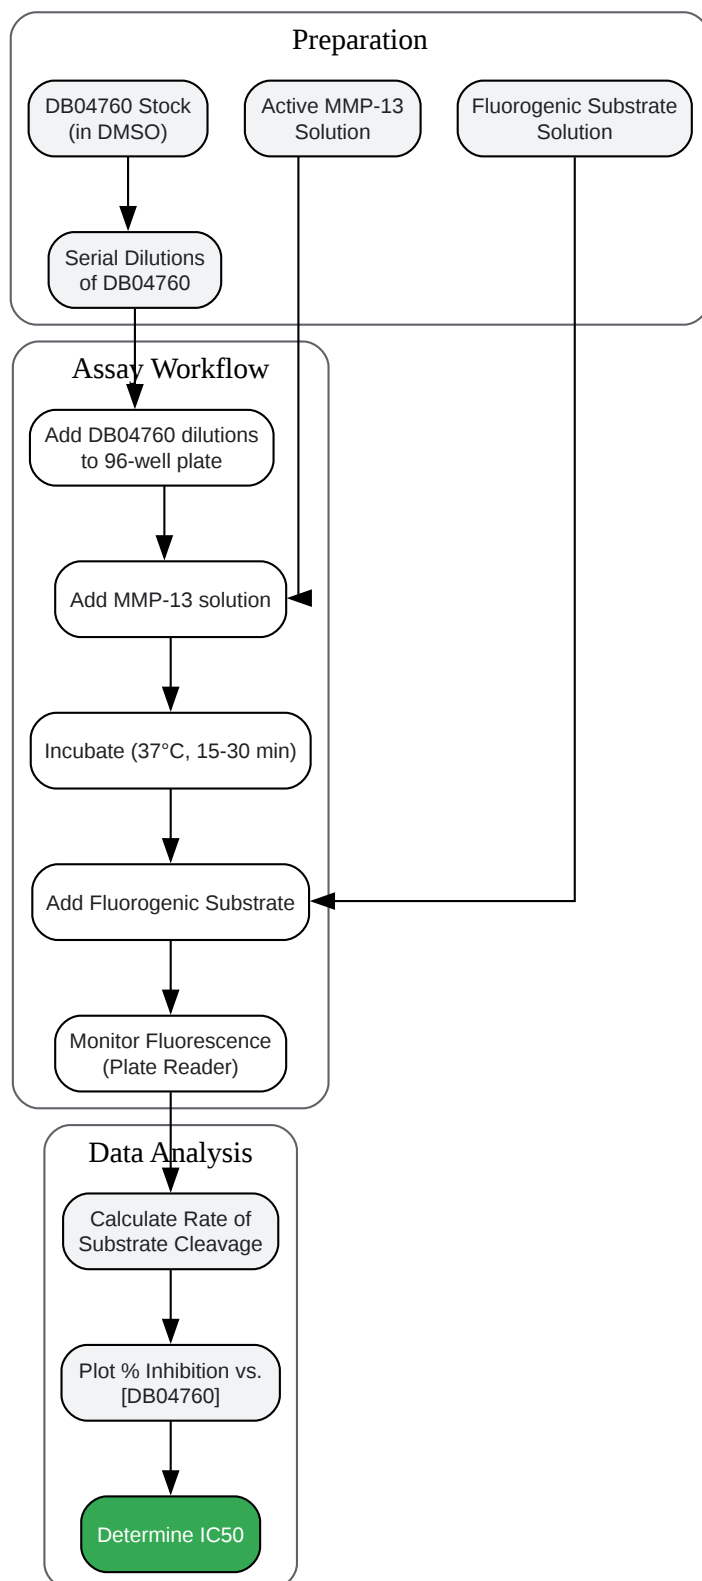 Preparation
DB04760 Stock
(in DMSO)
Active MMP-13
Solution
Fluorogenic Substrate
Solution
Serial Dilutions
of DB04760
Assay Workflow
Add DB04760 dilutions
to 96-well plate
Add MMP-13 solution
Incubate (37°C, 15-30 min)
Add Fluorogenic Substrate
Monitor Fluorescence
(Plate Reader)
Data Analysis
Calculate Rate of
Substrate Cleavage
Plot % Inhibition vs.
[DB04760]
Determine IC50